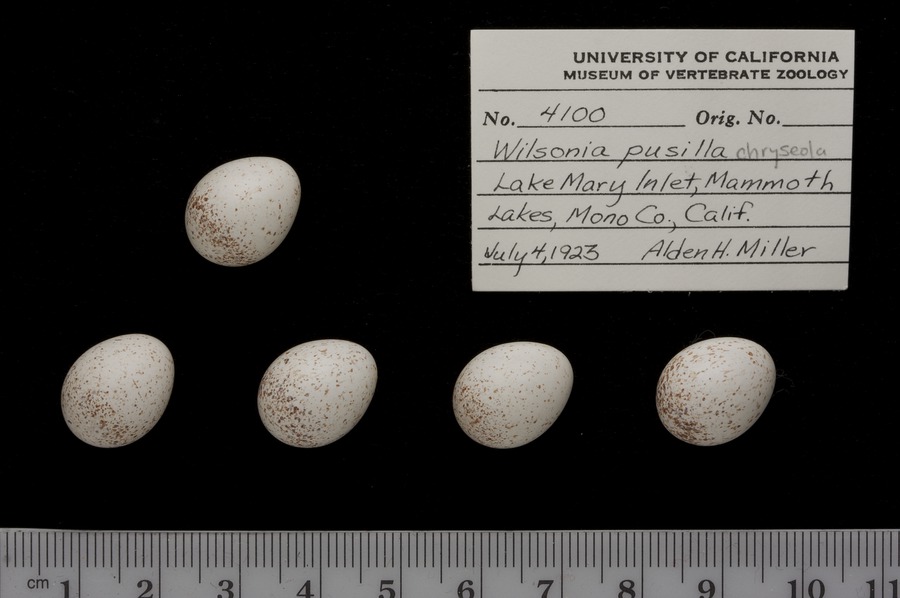 UNIVERSITY OF CALIFORNIA
MUSEUM OF VERTEBRATE ZOOLOGY
No. 4100 Orig. No.
Wilsonia pusilla chryseola
Lake Mary Inlet, Mammoth
Lakes, Mono Co., Calif.
July 4, 1923 Alden H. Miller
cm 1 2 3 4 5 6 7 8 9 10 11